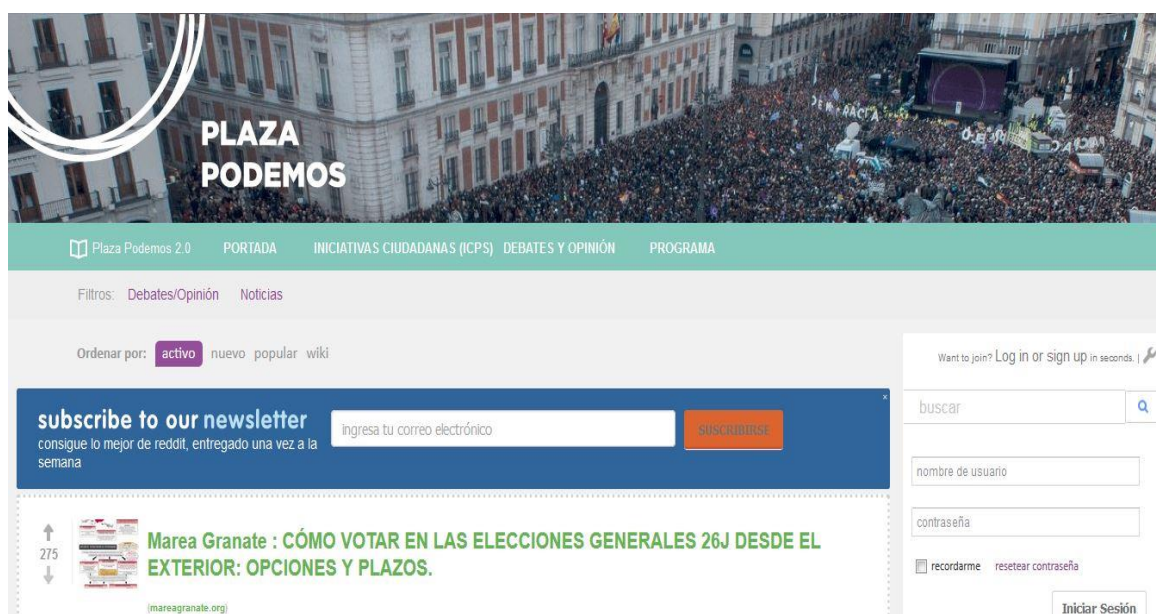 PLAZA
PODEMOS
DEMOCRACIA
Plaza Podemos 2.0 PORTADA INICIATIVAS CIUDADANAS (ICPS) DEBATES Y OPINIÓN PROGRAMA
Filtros: Debates/Opinión Noticias
Ordenar por: activo nuevo popular wiki
Want to join? Log in or sign up in seconds. |
subscribe to our newsletter
consigue lo mejor de reddit, entregado una vez a la
semana
ingresa tu correo electrónico
SUSCRIBIRSE
×
buscar
nombre de usuario
contraseña
recordarme resetear contraseña
Iniciar Sesión
275
Marea Granate : CÓMO VOTAR EN LAS ELECCIONES GENERALES 26J DESDE EL
EXTERIOR: OPCIONES Y PLAZOS.
(mareagranate.org)